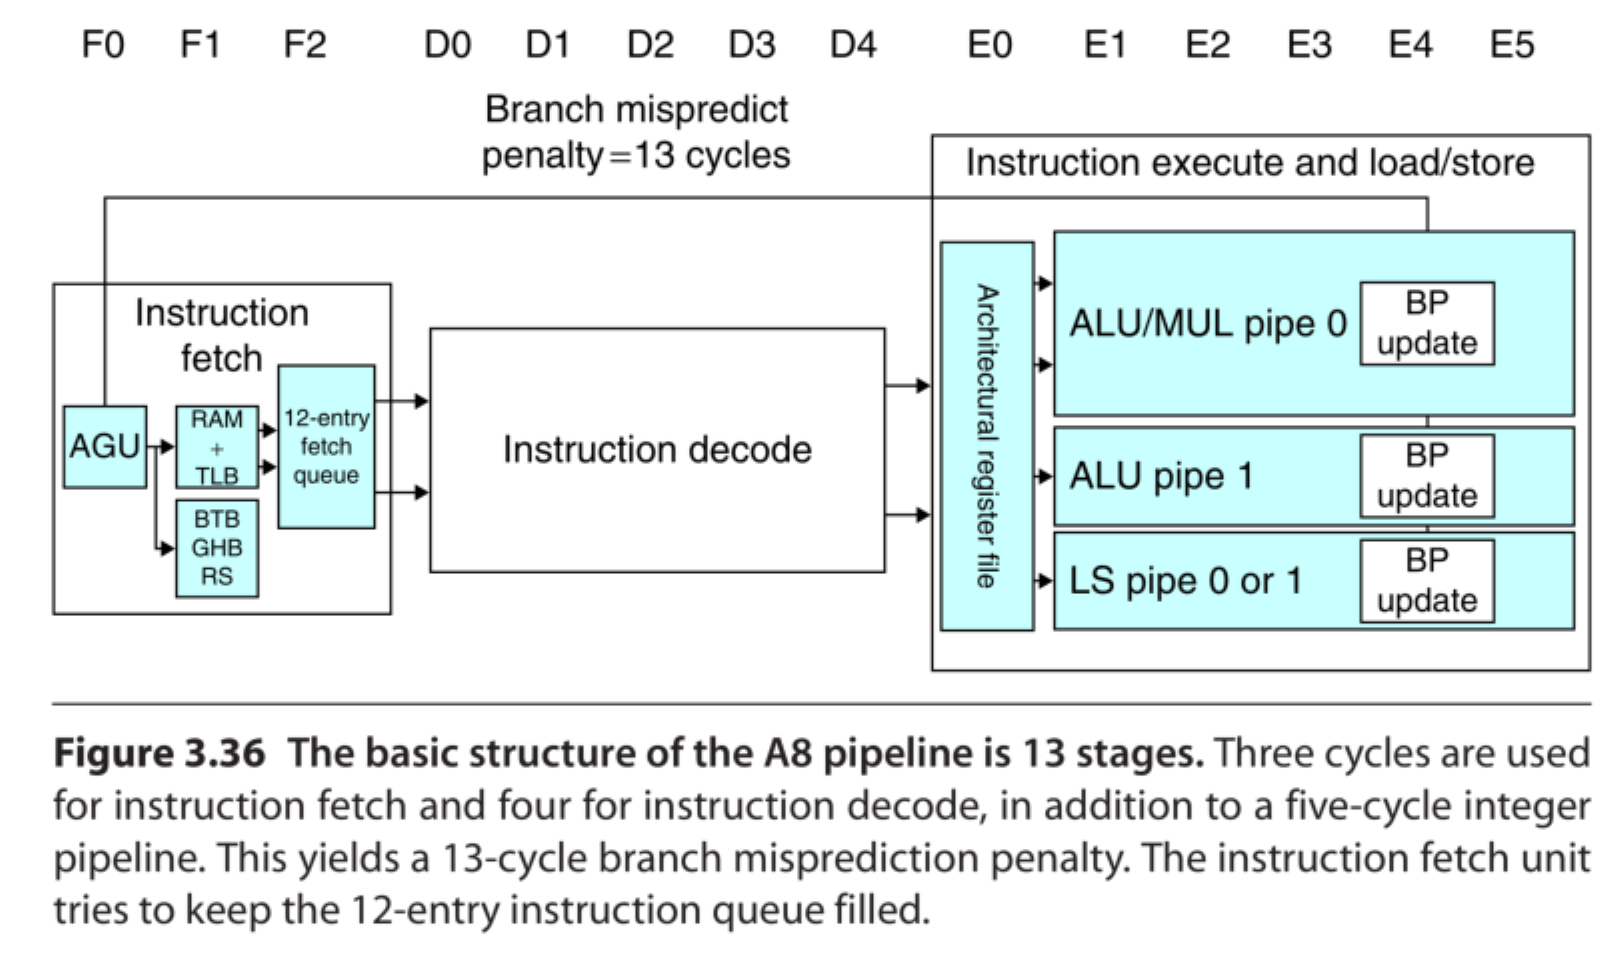 F0 F1 F2 D0 D1 D2 D3 D4 E0 E1 E2 E3 E4 E5
Branch mispredict
penalty=13 cycles
Instruction execute and load/store
Instruction
fetch
AGU
RAM
+
TLB
BTB
GHB
RS
12-entry
fetch
queue
Instruction decode
Architectural register file
ALU/MUL pipe 0
BP
update
ALU pipe 1
BP
update
LS pipe 0 or 1
BP
update
Figure 3.36 The basic structure of the A8 pipeline is 13 stages. Three cycles are used
for instruction fetch and four for instruction decode, in addition to a five-cycle integer
pipeline. This yields a 13-cycle branch misprediction penalty. The instruction fetch unit
tries to keep the 12-entry instruction queue filled.